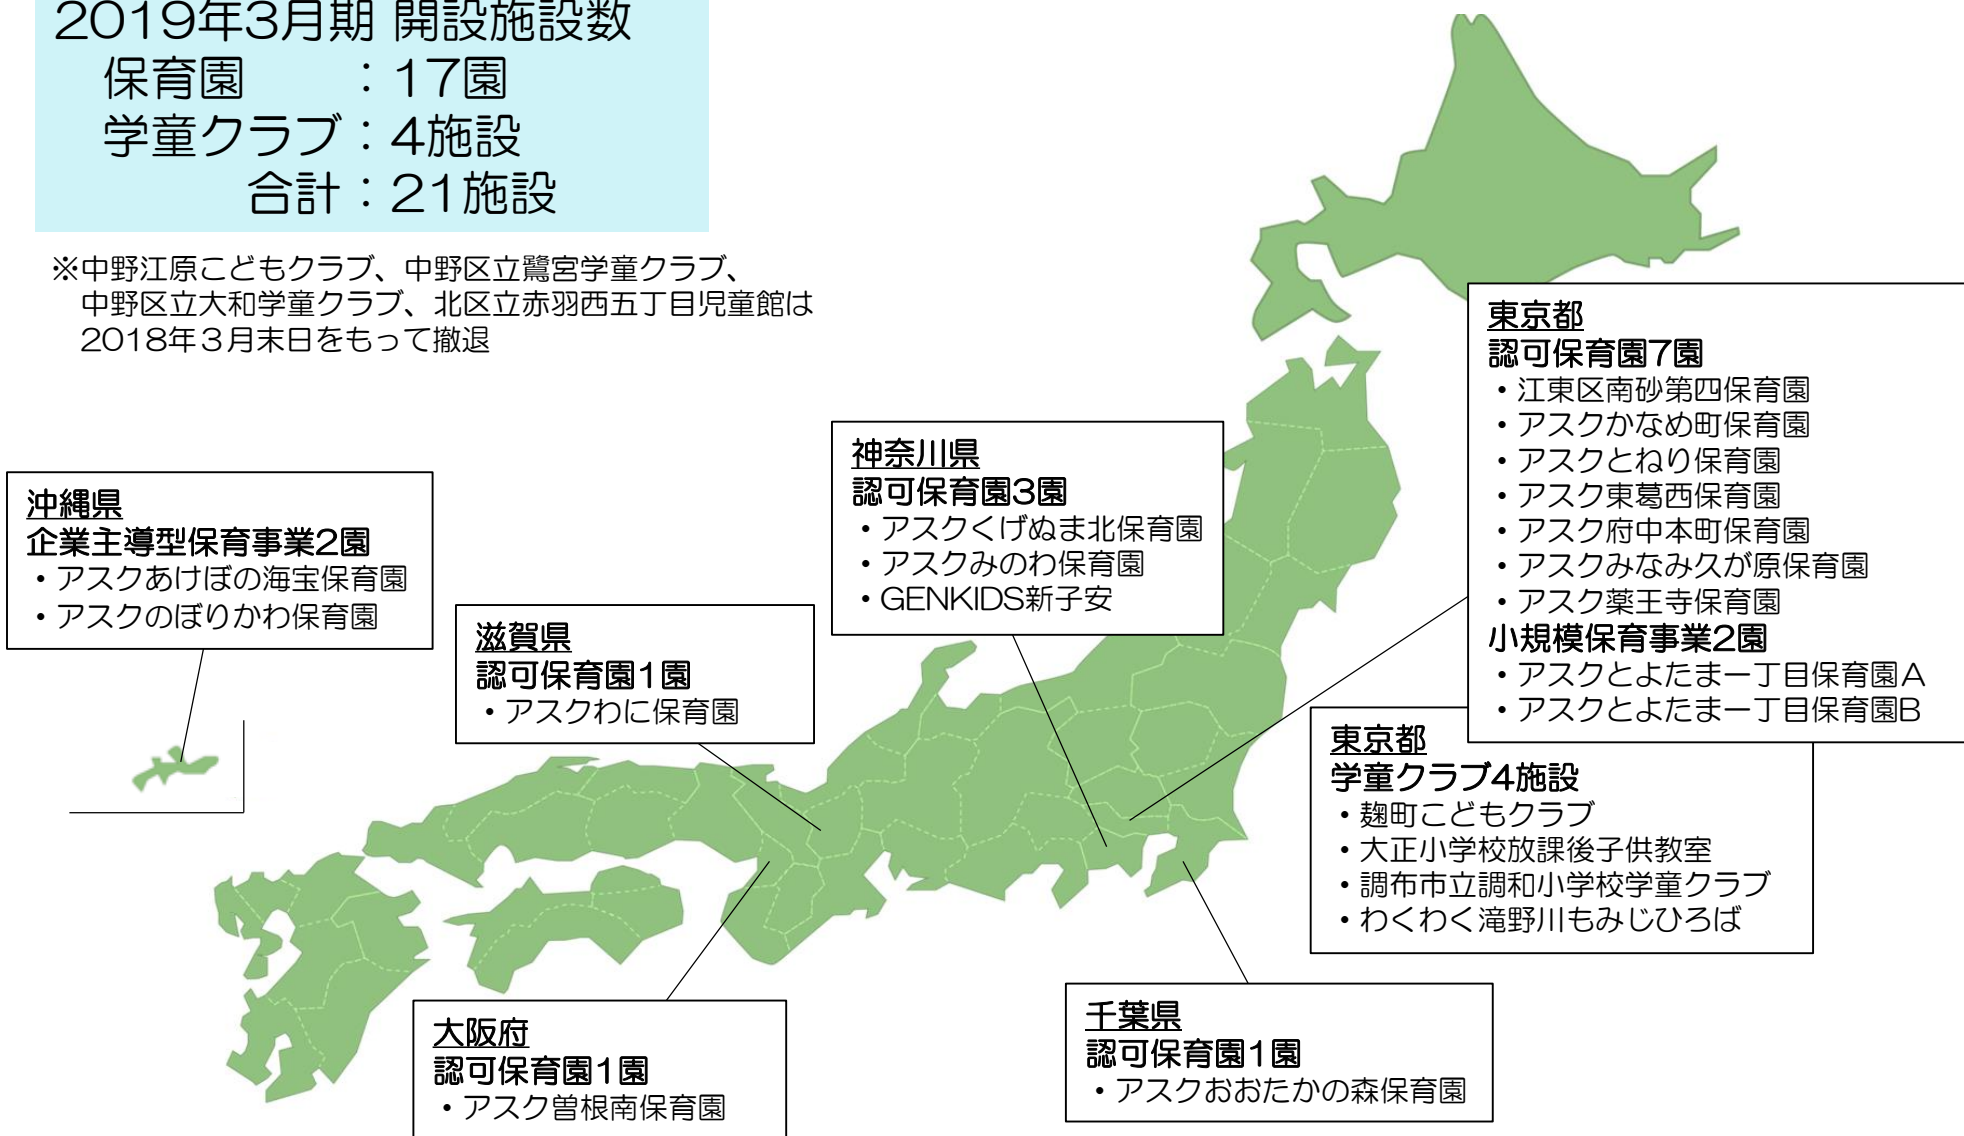 2019年3月期 開設施設数
保育園　　：17園
学童クラブ：4施設
合計：21施設
※中野江原こどもクラブ、中野区立鷺宮学童クラブ、
中野区立大和学童クラブ、北区立赤羽西五丁目児童館は
2018年３月末日をもって撤退
沖縄県
企業主導型保育事業2園
・アスクあけぼの海宝保育園
・アスクのぼりかわ保育園
滋賀県
認可保育園1園
・アスクわに保育園
神奈川県
認可保育園3園
・アスクくげぬま北保育園
・アスクみのわ保育園
・GENKIDS新子安
東京都
認可保育園7園
・江東区南砂第四保育園
・アスクかなめ町保育園
・アスクとねり保育園
・アスク東葛西保育園
・アスク府中本町保育園
・アスクみなみ久が原保育園
・アスク薬王寺保育園
小規模保育事業2園
・アスクとよたま一丁目保育園A
・アスクとよたま一丁目保育園B
東京都
学童クラブ4施設
・麹町こどもクラブ
・大正小学校放課後子供教室
・調布市立調和小学校学童クラブ
・わくわく滝野川もみじひろば
大阪府
認可保育園1園
・アスク曽根南保育園
千葉県
認可保育園1園
・アスクおおたかの森保育園